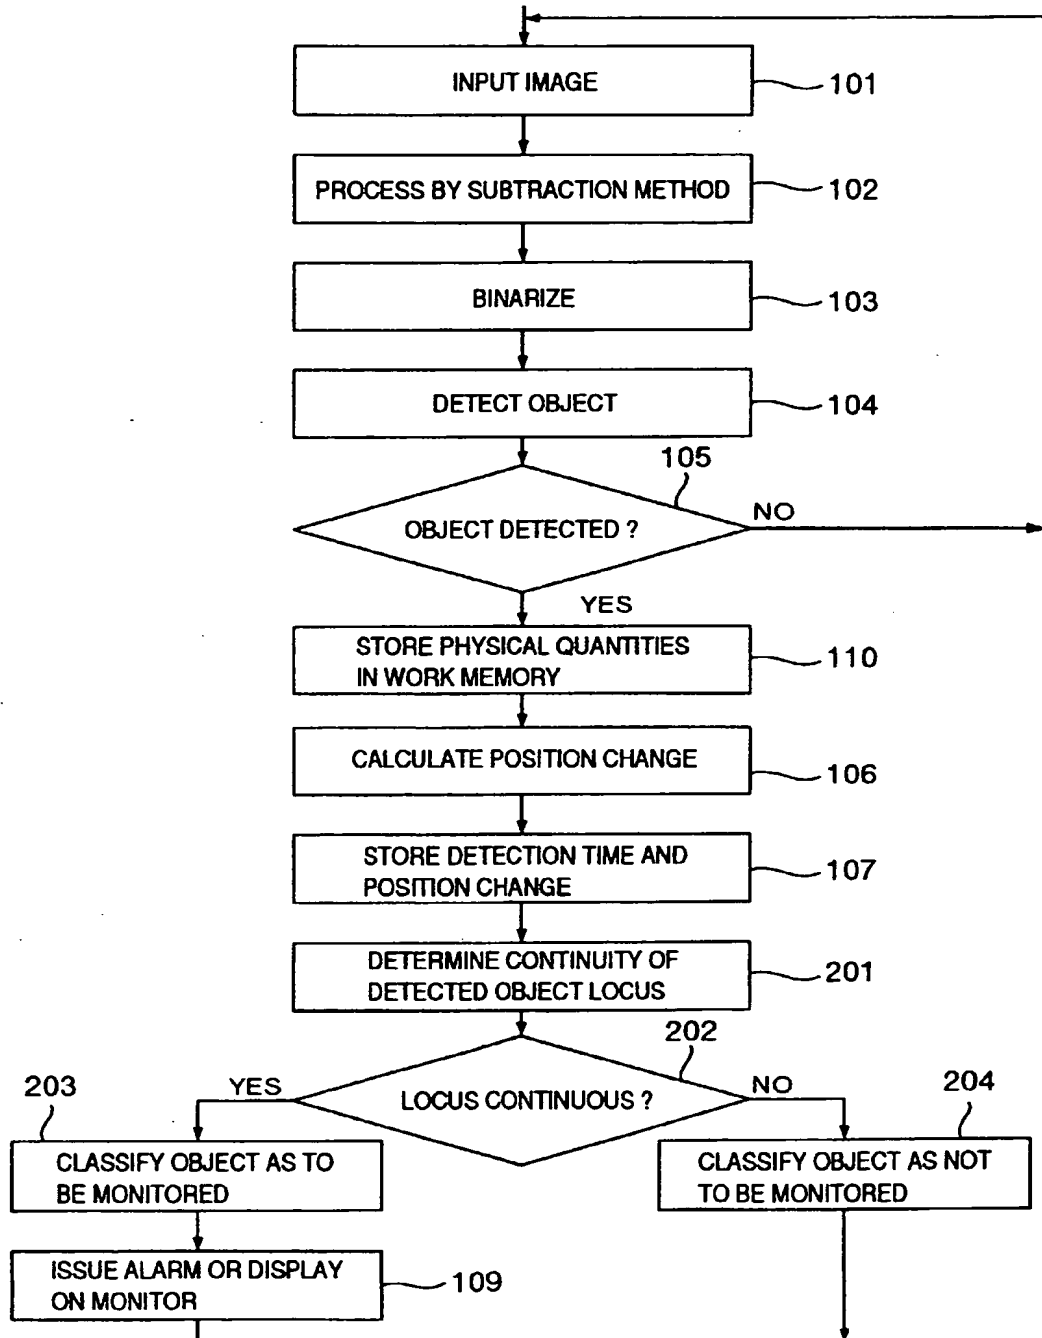 INPUT IMAGE
101
PROCESS BY SUBTRACTION METHOD
102
BINARIZE
103
DETECT OBJECT
104
105
OBJECT DETECTED ?
NO
YES
STORE PHYSICAL QUANTITIES
IN WORK MEMORY
110
CALCULATE POSITION CHANGE
106
STORE DETECTION TIME AND
POSITION CHANGE
107
DETERMINE CONTINUITY OF
DETECTED OBJECT LOCUS
201
202
LOCUS CONTINUOUS ?
YES
NO
203
CLASSIFY OBJECT AS TO
BE MONITORED
204
CLASSIFY OBJECT AS NOT
TO BE MONITORED
ISSUE ALARM OR DISPLAY
ON MONITOR
109